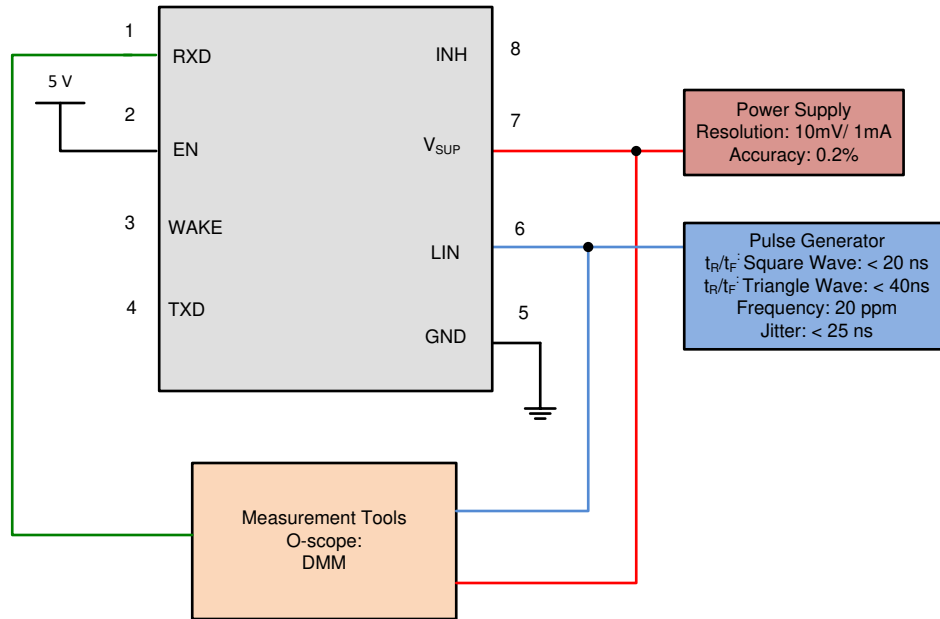 1
RXD
INH
8
5 V
2
EN
7
VSUP
Power Supply
Resolution: 10mV/ 1mA
Accuracy: 0.2%
3
WAKE
6
LIN
Pulse Generator
tR/tF: Square Wave: < 20 ns
tR/tF: Triangle Wave: < 40ns
Frequency: 20 ppm
Jitter: < 25 ns
4
TXD
5
GND
Measurement Tools
O-scope:
DMM